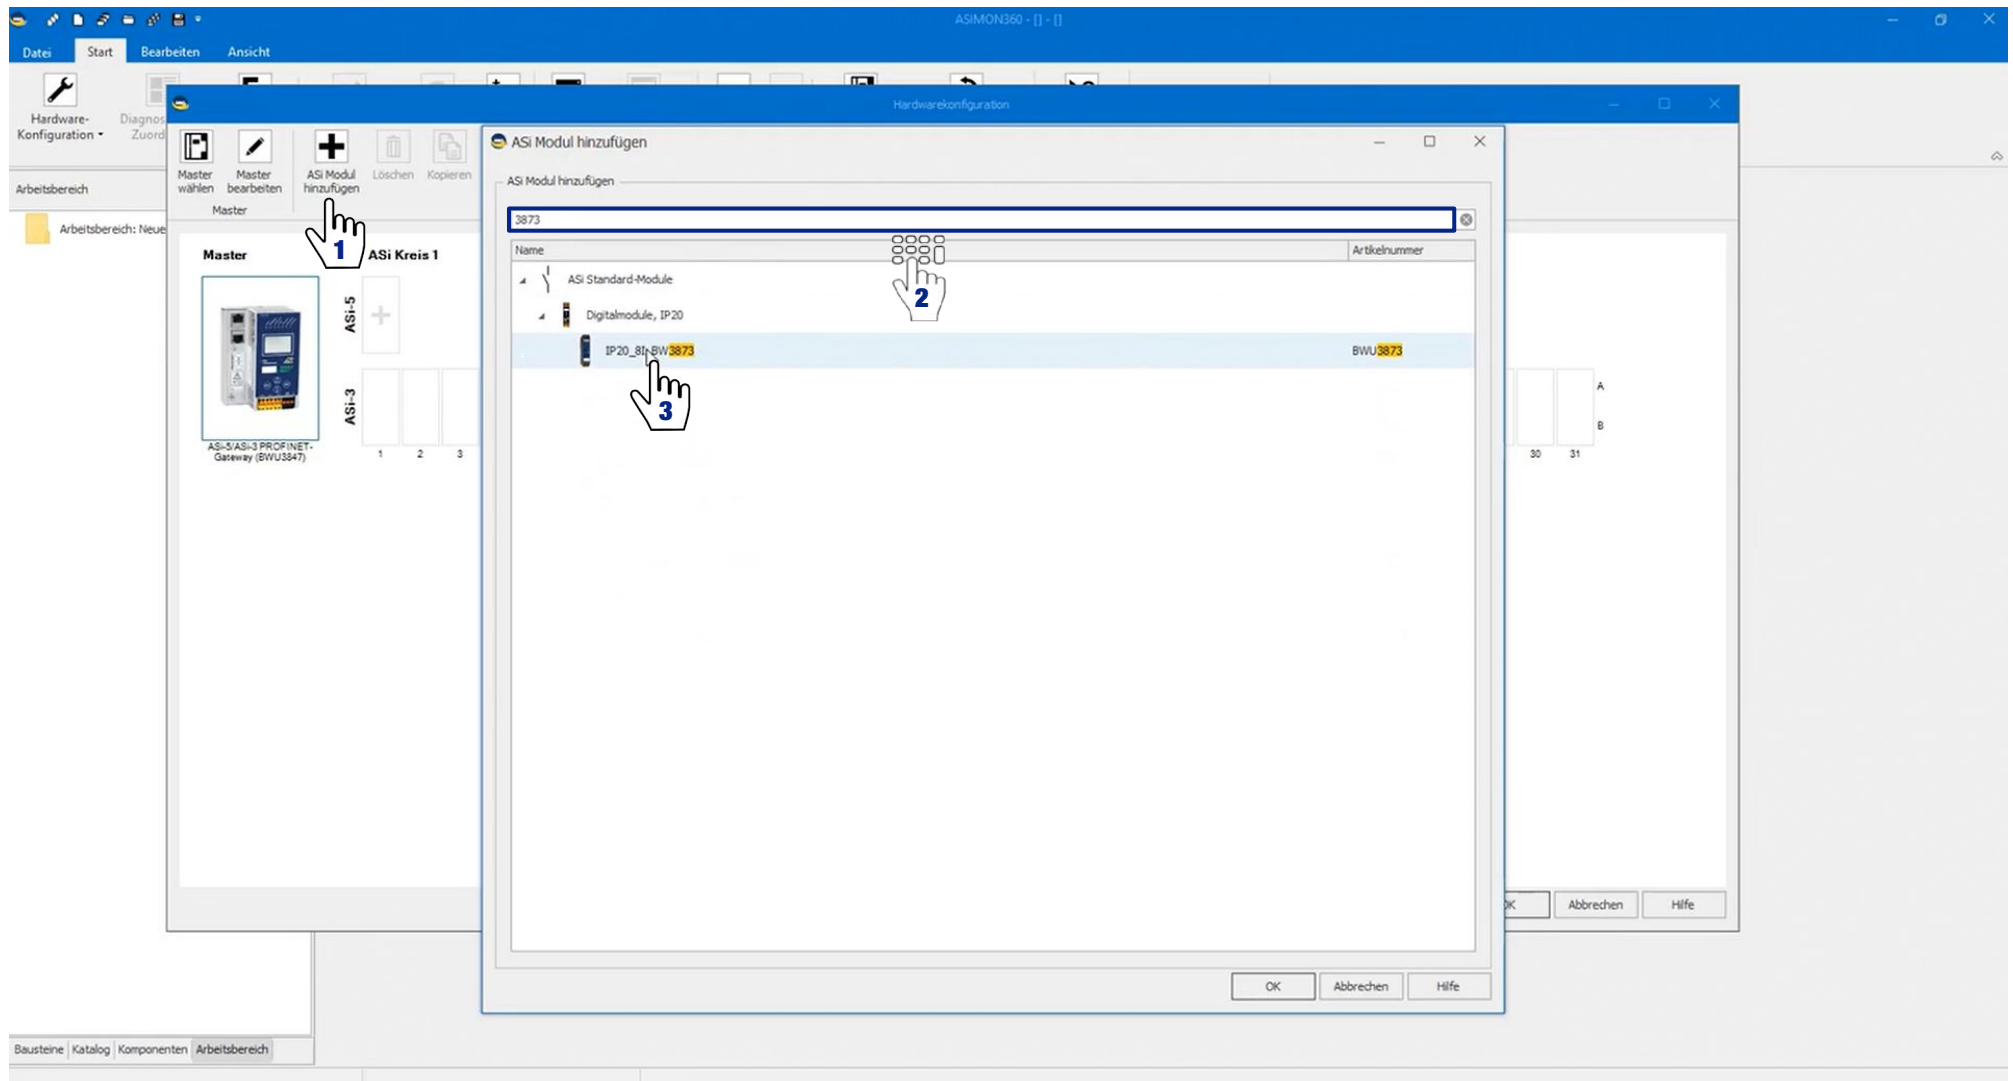 ASIMON360 - [] - []
Datei Start Bearbeiten Ansicht
Hardware-
Konfiguration
Hardwarekonfiguration
Master
wählen
Master
bearbeiten
ASi Modul
hinzufügen
Löschen
Kopieren
Master
Arbeitsbereich
Arbeitsbereich: Neue
1
Master
ASi Kreis 1
ASi-5
ASi-3
ASi-5/ASi-3 PROFINET-
Gateway (BWU3847)
1 2 3
ASi Modul hinzufügen
ASi Modul hinzufügen
3873
Name Artikelnummer
2
ASi Standard-Module
Digitalmodule, IP20
BWU3873
3
A
B
30 31
Abbrechen Hilfe
OK Abbrechen Hilfe
Bausteine Katalog Komponenten Arbeitsbereich